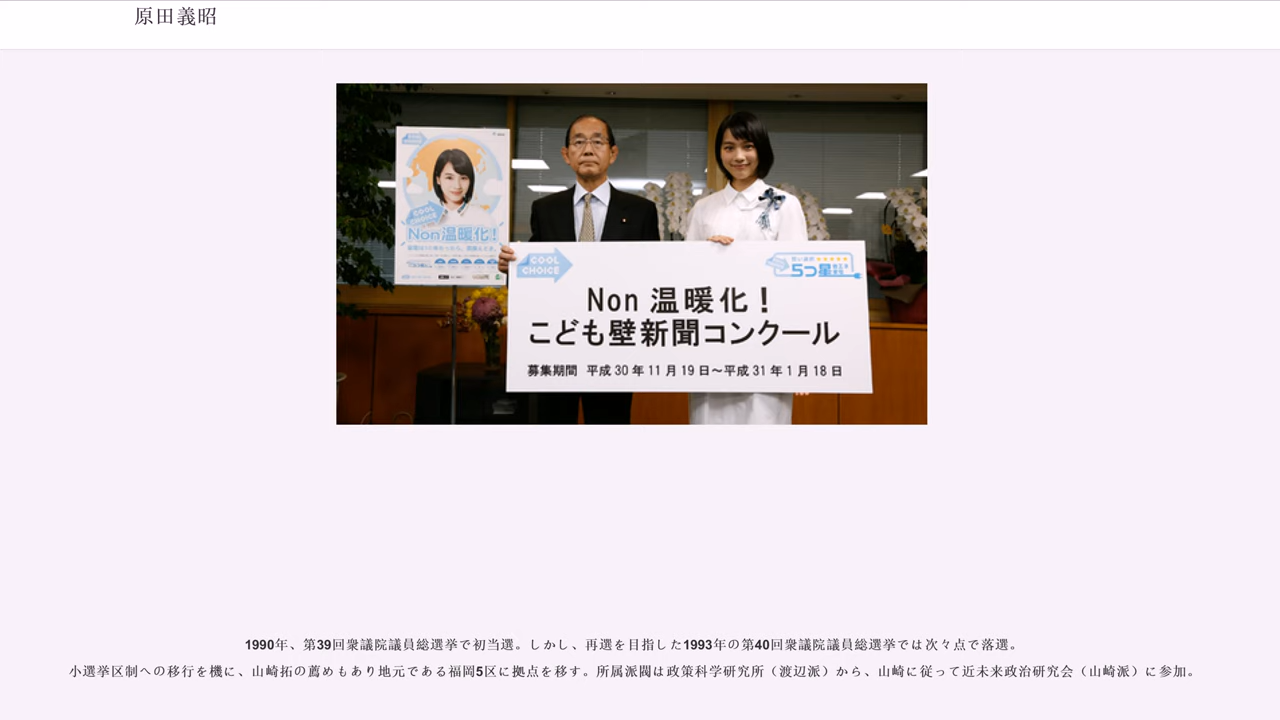 原田義昭
COOL CHOICE
Non温暖化！
COOL
CHOICE
5つ星
Non 温暖化！
こども壁新聞コンクール
募集期間 平成30年11月19日～平成31年1月18日
1990年、第39回衆議院議員総選挙で初当選。しかし、再選を目指した1993年の第40回衆議院議員総選挙では次々点で落選。
小選挙区制への移行を機に、山崎拓の薦めもあり地元である福岡5区に拠点を移す。所属派閥は政策科学研究所（渡辺派）から、山崎に従って近未来政治研究会（山崎派）に参加。